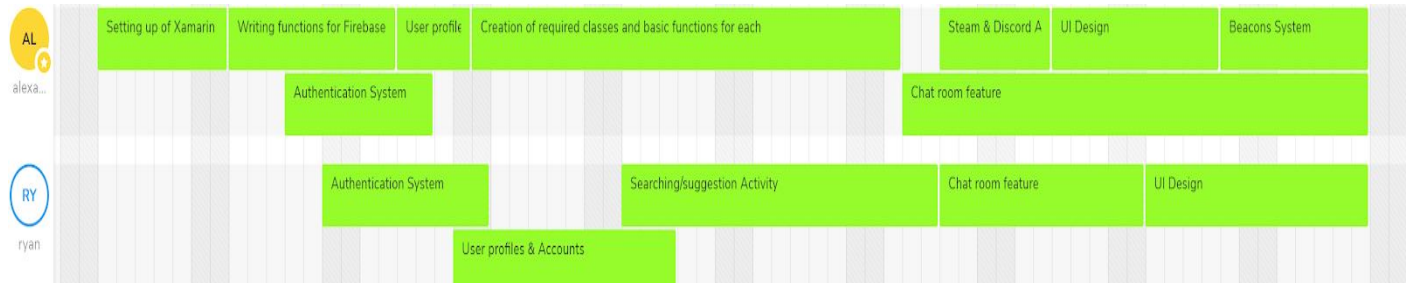 Setting up of Xamarin
Writing functions for Firebase
User profile
Creation of required classes and basic functions for each
Steam & Discord A
UI Design
Beacons System
AL
alexa...
Authentication System
Chat room feature
RY
ryan
Authentication System
Searching/suggestion Activity
Chat room feature
UI Design
User profiles & Accounts